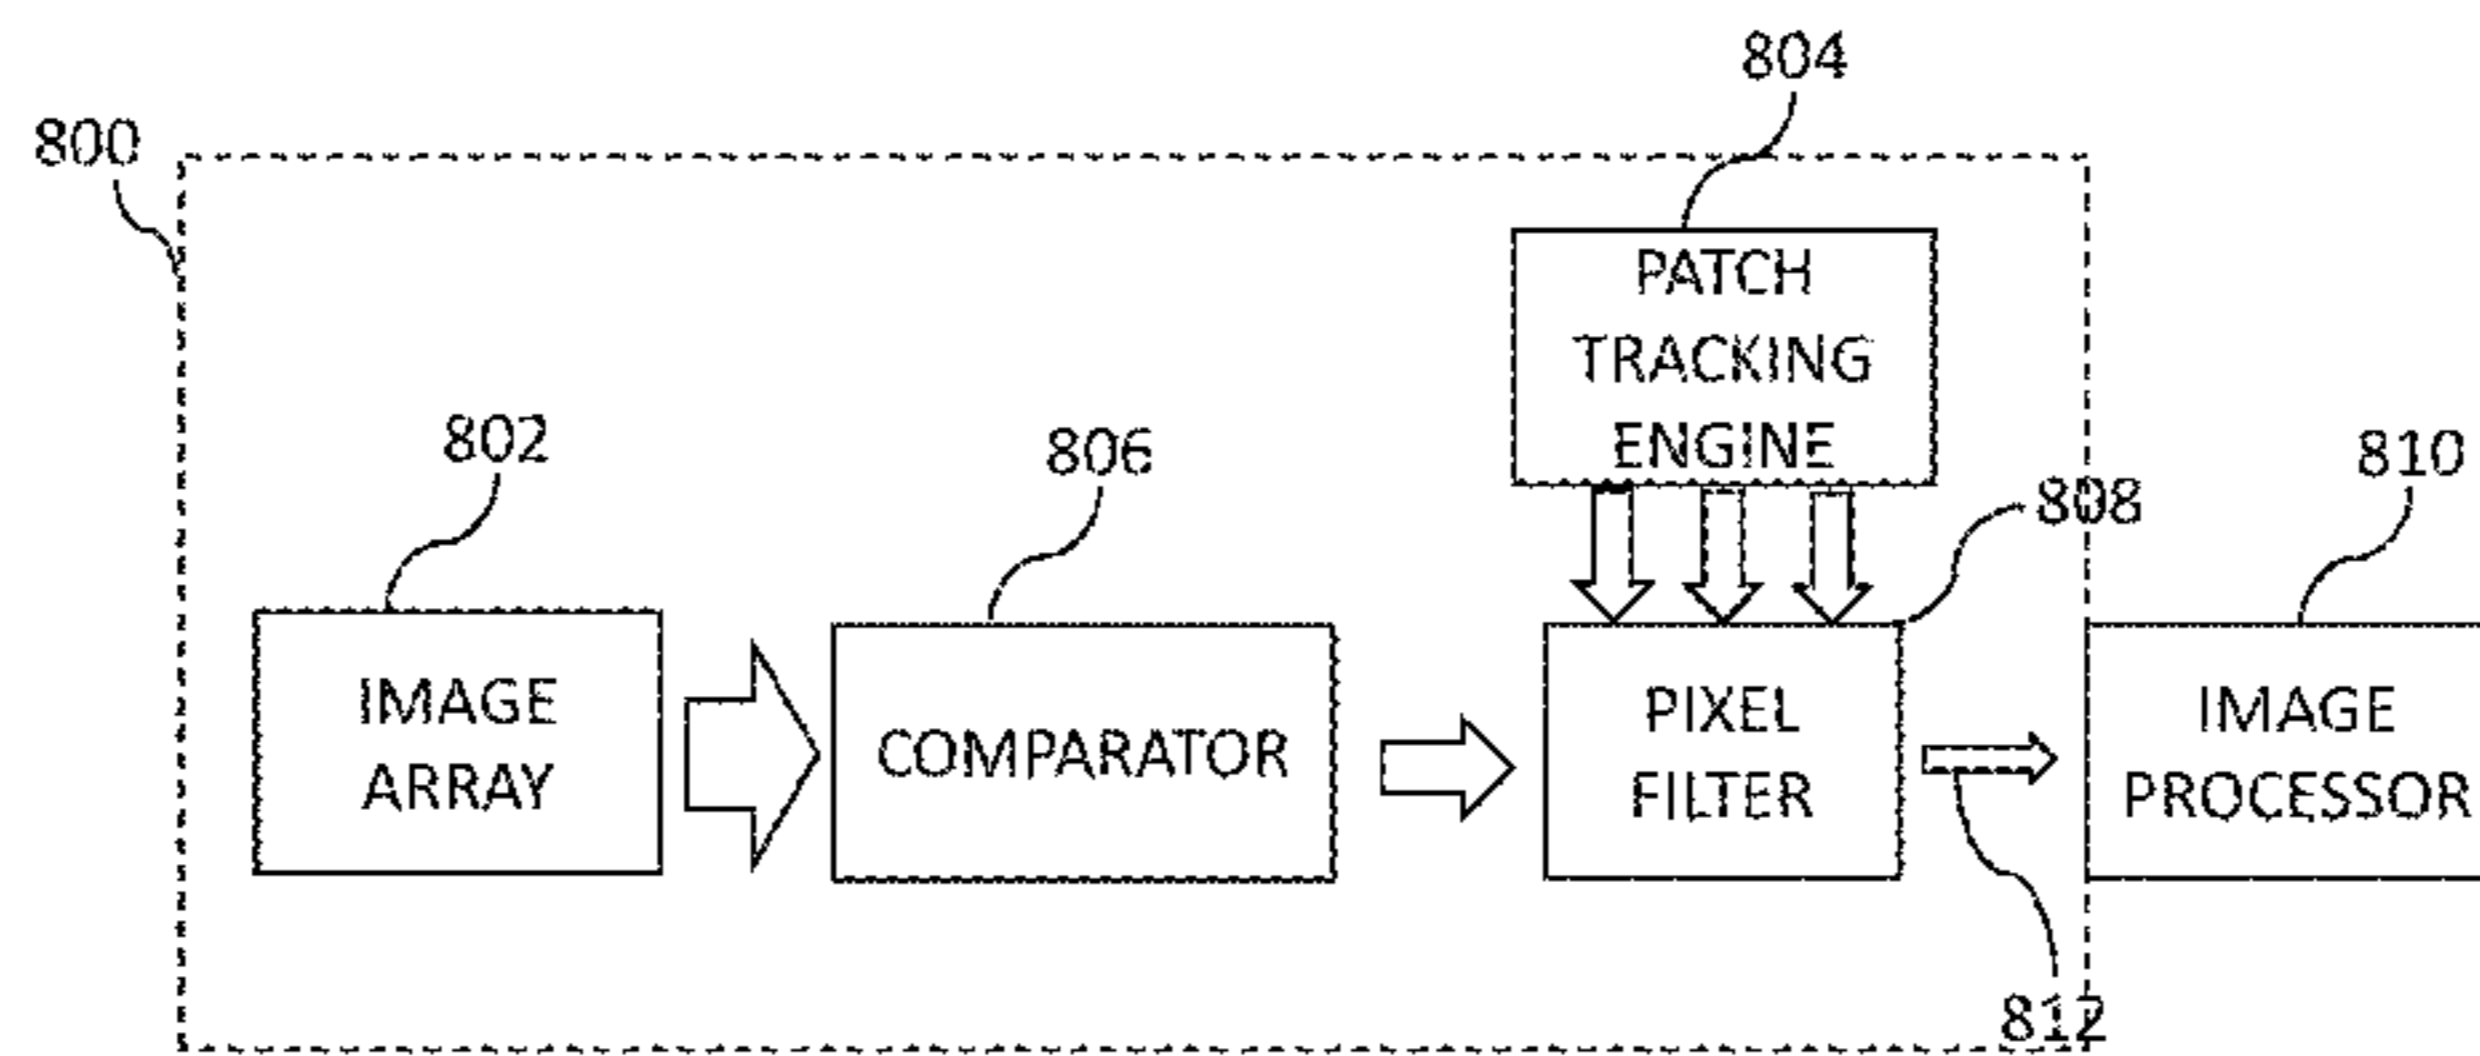 804
800
PATCH
TRACKING
ENGINE
802
806
808
810
IMAGE
ARRAY
COMPARATOR
PIXEL
FILTER
IMAGE
PROCESSOR
812